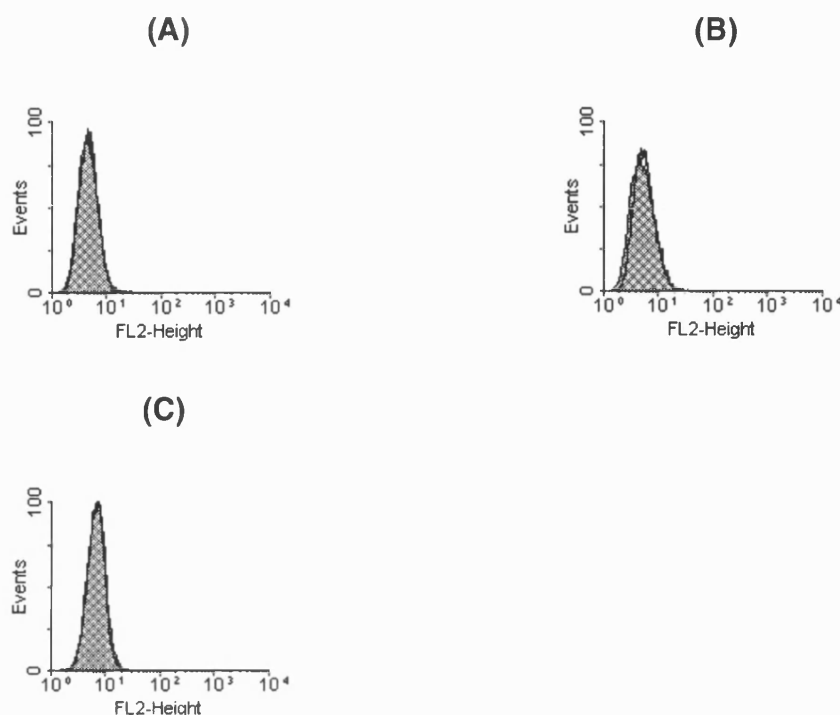 (A)
(B)
100
Events
0
10⁰ 10¹ 10² 10³ 10⁴
FL2-Height
100
Events
0
10⁰ 10¹ 10² 10³ 10⁴
FL2-Height
(C)
100
Events
0
10⁰ 10¹ 10² 10³ 10⁴
FL2-Height